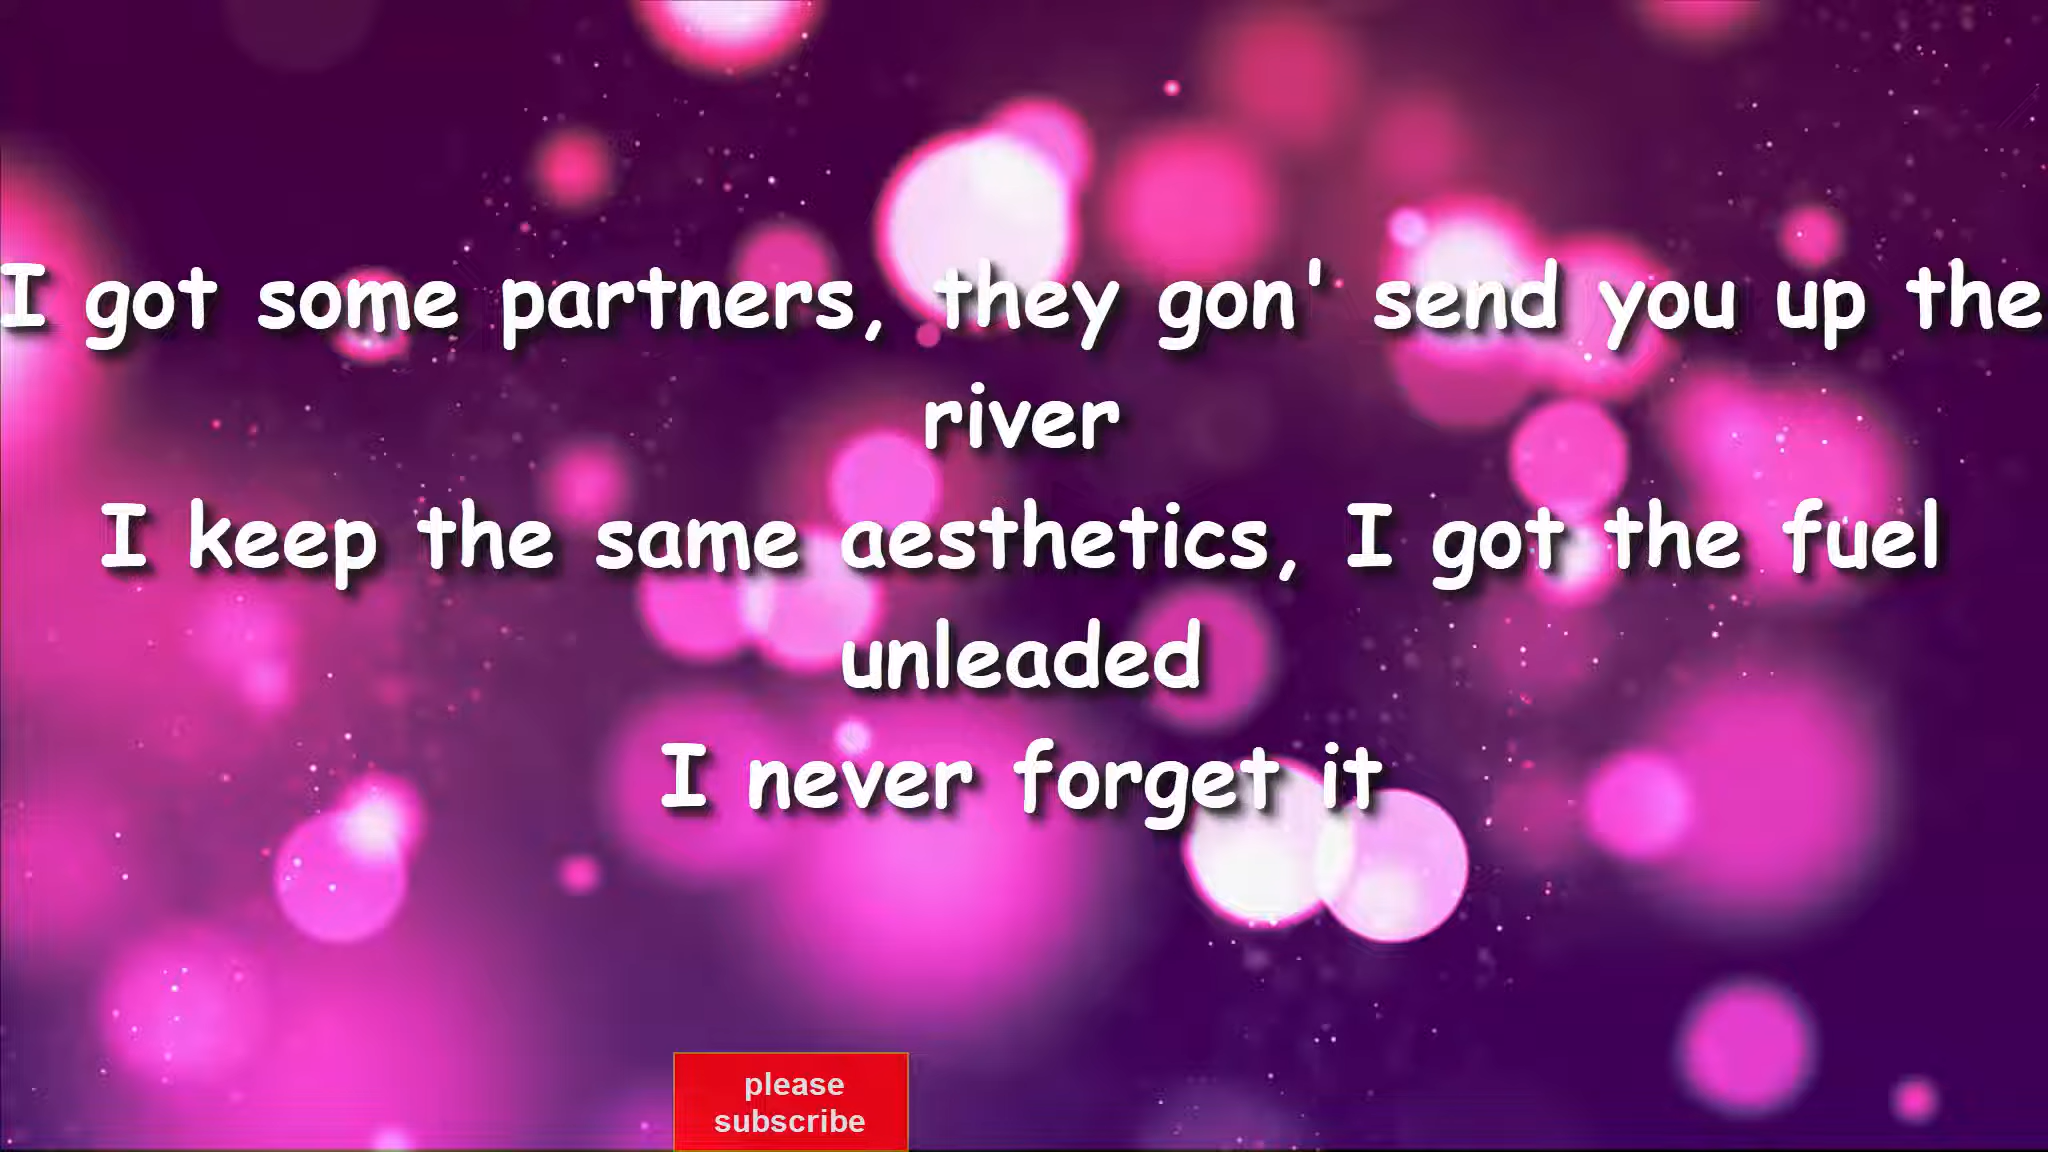 I got some partners, they gon' send you up the
river
I keep the same aesthetics, I got the fuel
unleaded
I never forget it
please
subscribe